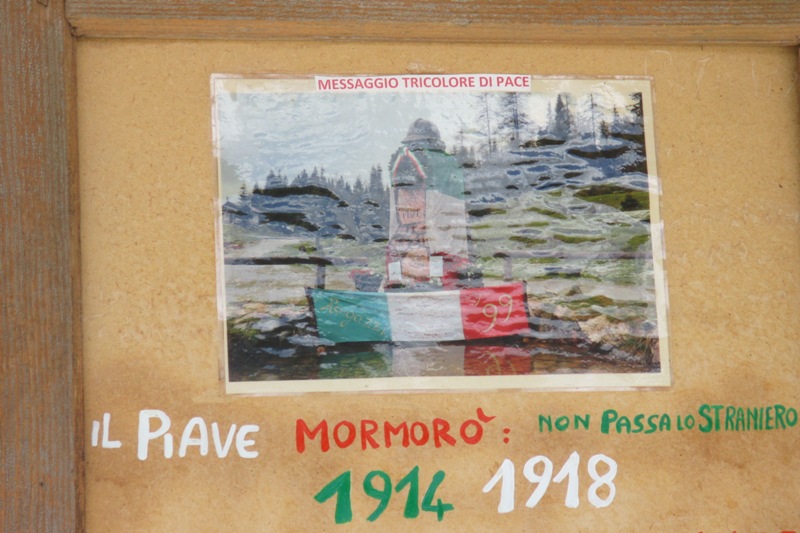 MESSAGGIO TRICOLORE DI PACE
99
IL PIAVE MORMORÒ: NON PASSA LO STRANIERO
1914 1918